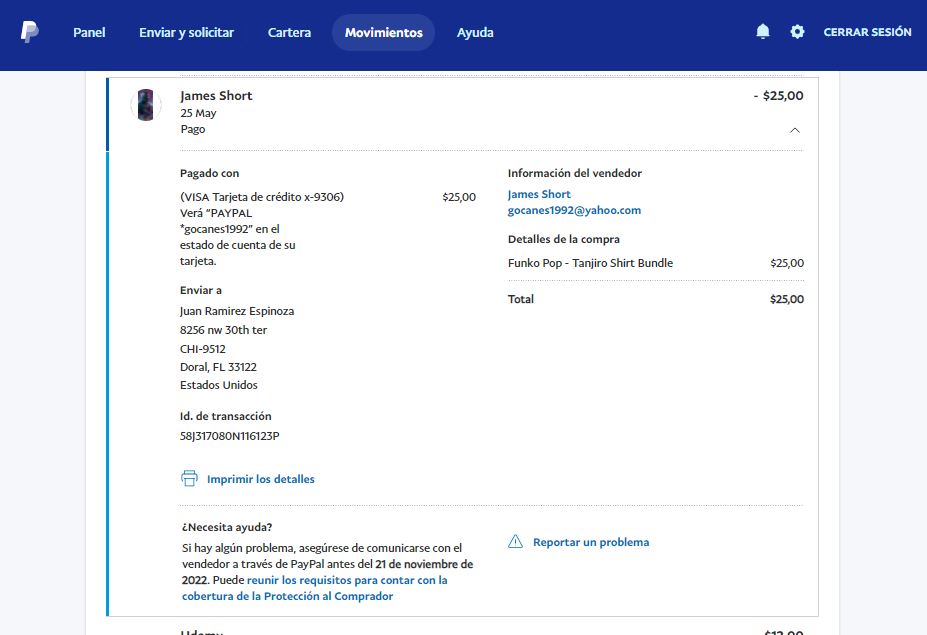 Panel
Enviar y solicitar
Cartera
Movimientos
Ayuda
CERRAR SESIÓN
James Short
- $25,00
25 May
Pago
Pagado con
(VISA Tarjeta de crédito x-9306)
$25,00
Verá “PAYPAL
*gocanes1992” en el
estado de cuenta de su
tarjeta.
Enviar a
Juan Ramirez Espinoza
8256 nw 30th ter
CHI-9512
Doral, FL 33122
Estados Unidos
Id. de transacción
58J317080N116123P
Imprimir los detalles
Información del vendedor
James Short
gocanes1992@yahoo.com
Detalles de la compra
Funko Pop - Tanjiro Shirt Bundle
$25,00
Total
$25,00
¿Necesita ayuda?
Si hay algún problema, asegúrese de comunicarse con el
vendedor a través de PayPal antes del 21 de noviembre de
2022. Puede reunir los requisitos para contar con la
cobertura de la Protección al Comprador
Reportar un problema
Udemy
$12,00